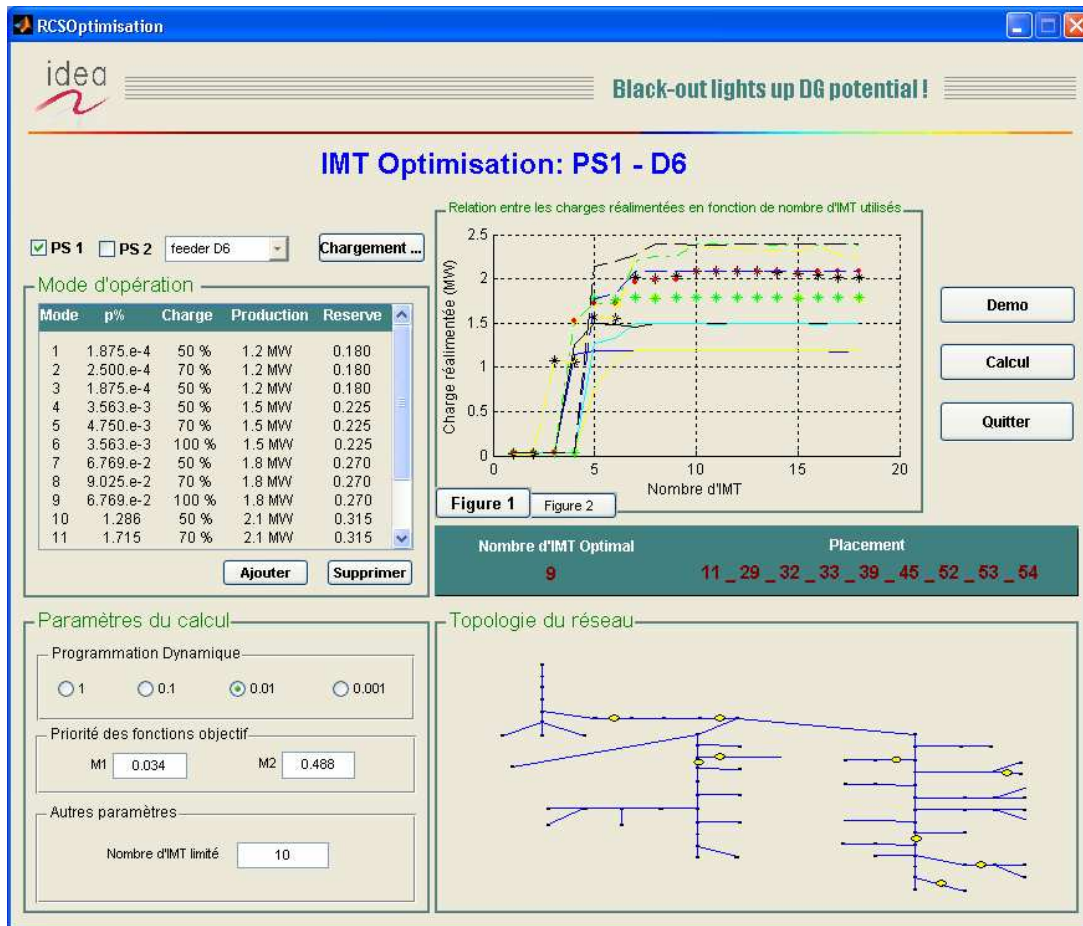 RCSOptimisation
idea
Black-out lights up DG potential !
IMT Optimisation: PS1 - D6
PS 1
PS 2
feeder D6
Chargement ...
Mode d'opération
Mode p% Charge Production Reserve
1 1.875.e-4 50 % 1.2 MW 0.180
2 2.500.e-4 70 % 1.2 MW 0.180
3 1.875.e-4 50 % 1.2 MW 0.180
4 3.563.e-3 50 % 1.5 MW 0.225
5 4.750.e-3 70 % 1.5 MW 0.225
6 3.563.e-3 100 % 1.5 MW 0.225
7 6.769.e-2 50 % 1.8 MW 0.270
8 9.025.e-2 70 % 1.8 MW 0.270
9 6.769.e-2 100 % 1.8 MW 0.270
10 1.286 50 % 2.1 MW 0.315
11 1.715 70 % 2.1 MW 0.315
Ajouter
Supprimer
Relation entre les charges réalimentées en fonction de nombre d'IMT utilisés
Charge réalimentée (MW)
2.5
2
1.5
1
0.5
0
0 5 10 15 20
Nombre d'IMT
Figure 1
Figure 2
Demo
Calcul
Quitter
Nombre d'IMT Optimal
9
Placement
11 _ 29 _ 32 _ 33 _ 39 _ 45 _ 52 _ 53 _ 54
Paramètres du calcul
Programmation Dynamique
1 0.1 0.01 0.001
Priorité des fonctions objectif
M1 0.034 M2 0.488
Autres paramètres
Nombre d'IMT limité 10
Topologie du réseau